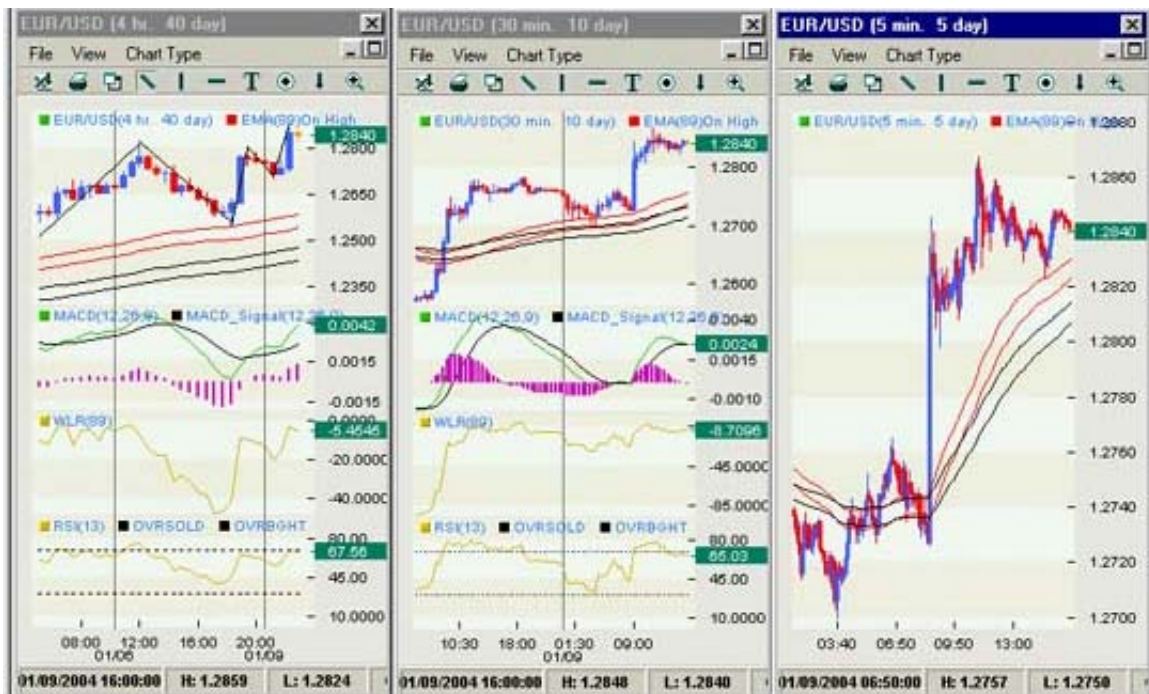 EUR/USD (4 hr. 40 day)
File View Chart Type
T
EUR/USD(4 hr. 40 day) EMA(89)On High
1.2840
1.2800
1.2650
1.2500
1.2350
MACD(12,26,9) MACD_Signal(12,26,9)
0.0042
0.0015
-0.0015
WLR(89)
0.0000
-5.4545
-20.0000
-40.0000
RSI(13) OVRSOLD OVRBGHT
80.00
67.56
45.00
10.0000
08:00 12:00 16:00 20:00
01/06 01/09
01/09/2004 16:00:00 H: 1.2859 L: 1.2824
EUR/USD (30 min. 10 day)
File View Chart Type
T
EUR/USD(30 min. 10 day) EMA(89)On High
1.2840
1.2800
1.2700
1.2600
MACD(12,26,9) MACD_Signal(12,26,
0.0040
0.0024
0.0015
-0.0010
WLR(89)
-8.7096
-45.0000
-85.0000
RSI(13) OVRSOLD OVRBGHT
80.00
65.03
45.00
10.0000
10:30 18:00 01:30 09:00
01/09
01/09/2004 16:00:00 H: 1.2848 L: 1.2840
EUR/USD (5 min. 5 day)
File View Chart Type
T
EUR/USD(5 min. 5 day) EMA(89)On
1.2880
1.2860
1.2840
1.2820
1.2800
1.2780
1.2760
1.2740
1.2720
1.2700
03:40 06:50 09:50 13:00
01/09/2004 06:50:00 H: 1.2757 L: 1.2750